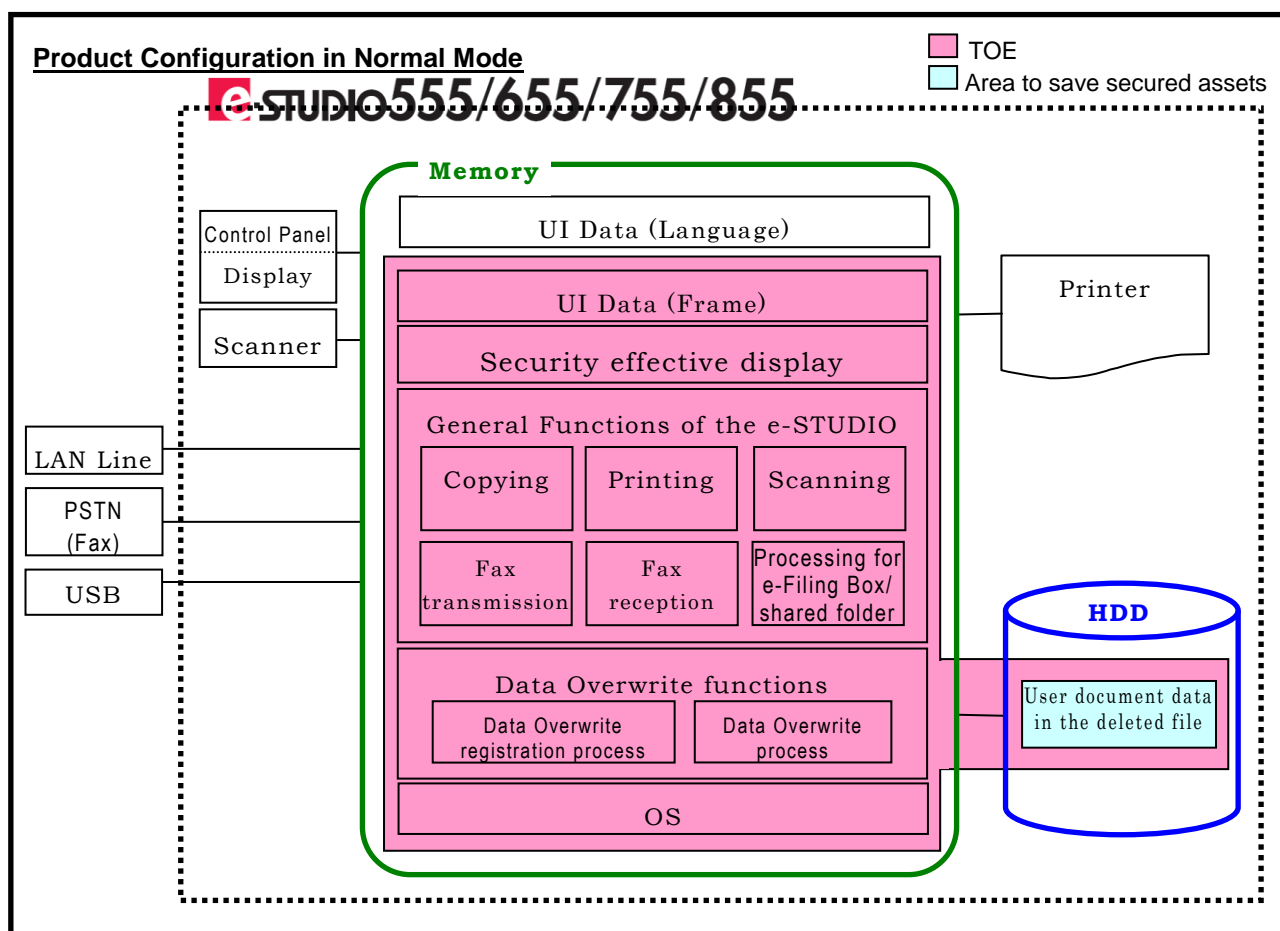 Product Configuration in Normal Mode
TOE
Area to save secured assets
e-STUDIO555/655/755/855
Memory
UI Data (Language)
Control Panel
Display
Scanner
UI Data (Frame)
Security effective display
Printer
General Functions of the e-STUDIO
Copying
Printing
Scanning
Fax
transmission
Fax
reception
Processing for
e-Filing Box/
shared folder
LAN Line
PSTN
(Fax)
USB
HDD
User document data
in the deleted file
Data Overwrite functions
Data Overwrite
registration process
Data Overwrite
process
OS